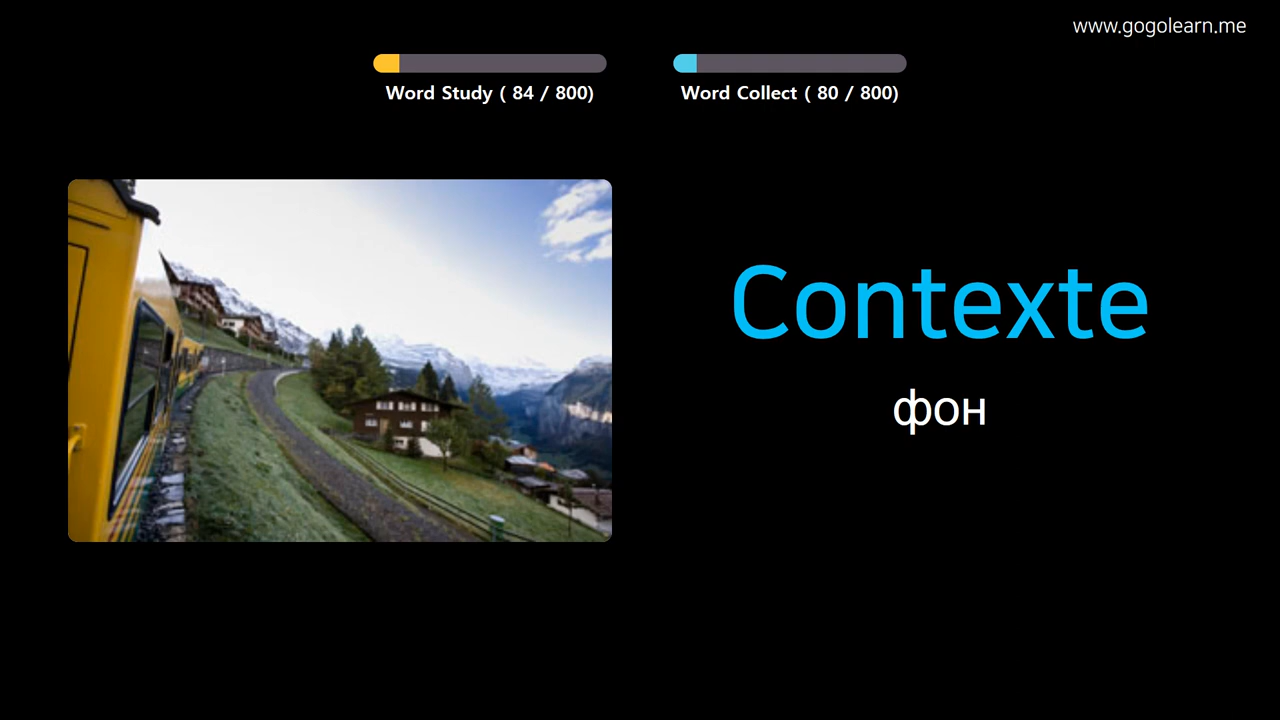 www.gogolearn.me
Word Study ( 84 / 800)
Word Collect ( 80 / 800)
Contexte
фон